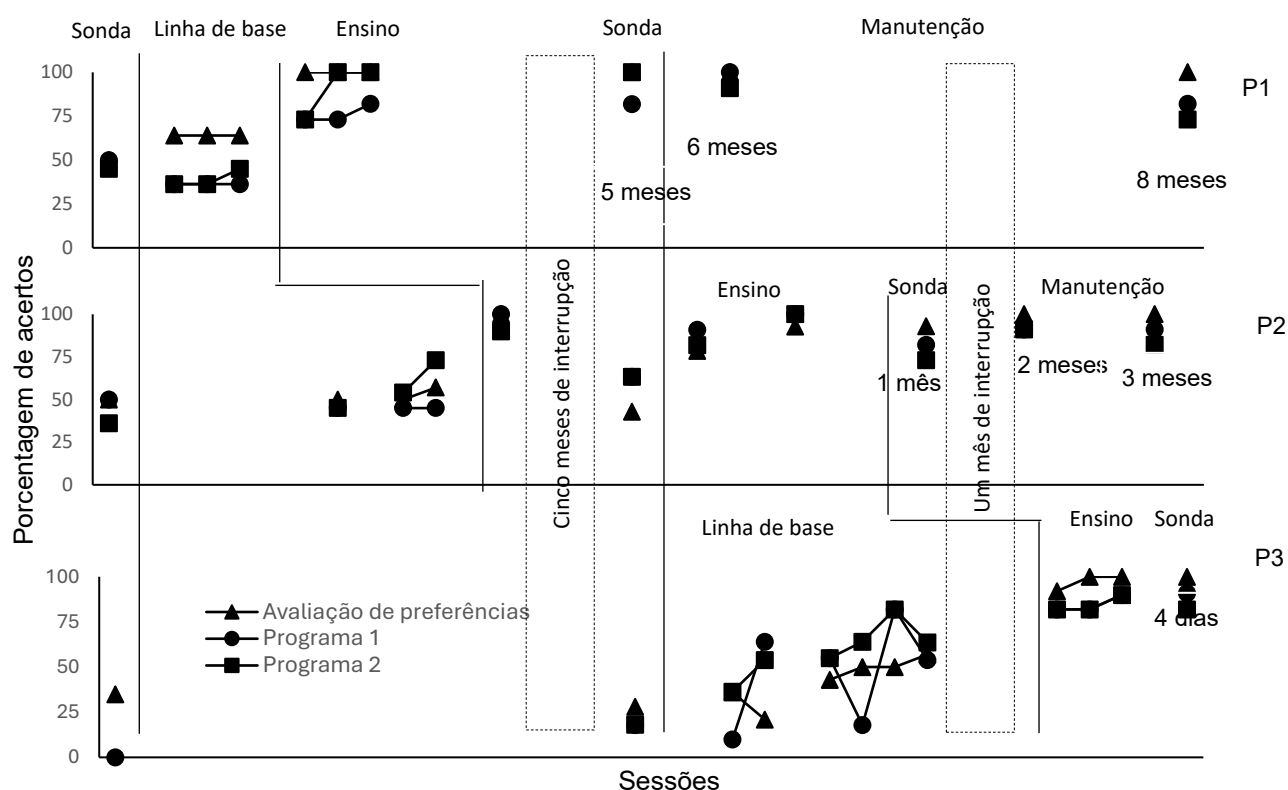 Sonda
Linha de base
Ensino
Sonda
Manutenção
100
75
50
25
0
P1
5 meses
6 meses
8 meses
Porcentagem de acertos
100
75
50
25
0
Cinco meses de interrupção
Ensino
Sonda
Um mês de interrupção
Manutenção
P2
1 mês
2 meses
3 meses
Linha de base
Ensino
Sonda
P3
100
75
50
25
0
Avaliação de preferências
Programa 1
Programa 2
4 dias
Sessões